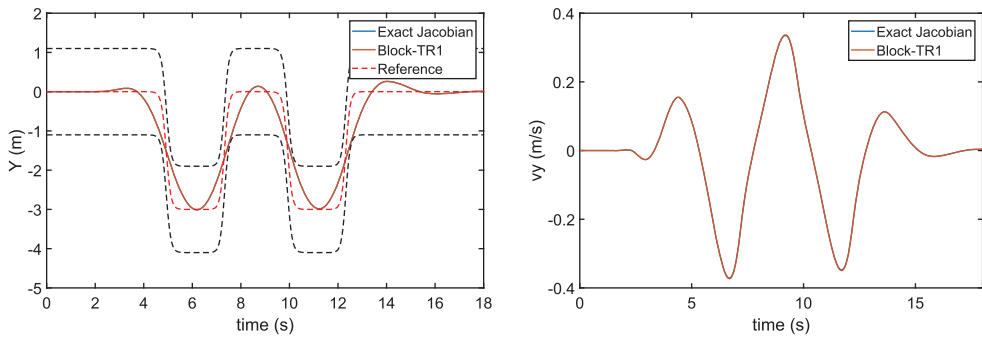 2
1
0
-1
-2
-3
-4
-5
Y (m)
0 2 4 6 8 10 12 14 16 18
time (s)
Exact Jacobian
Block-TR1
Reference
0.4
0.2
0
-0.2
-0.4
vy (m/s)
0 5 10 15
time (s)
Exact Jacobian
Block-TR1